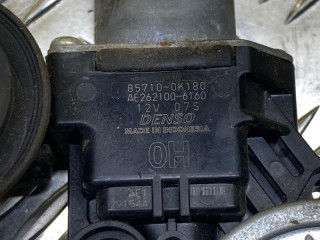 85710-0K180
AE262100-6160
12V 07S
DENSO
MADE IN INDONESIA
OH